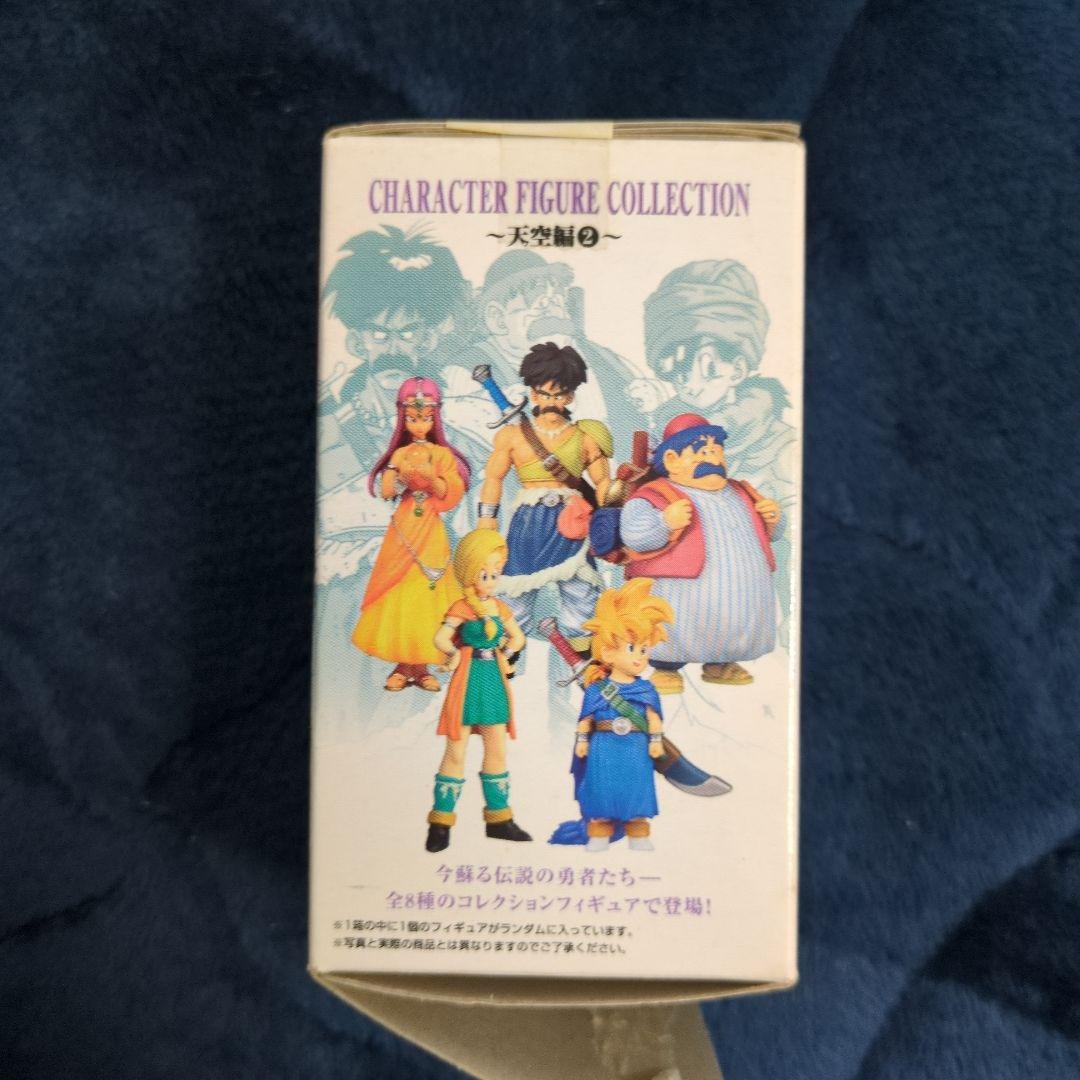 CHARACTER FIGURE COLLECTION
～天空編❷～
今蘇る伝説の勇者たち―
全8種のコレクションフィギュアで登場!
※1箱の中に1個のフィギュアがランダムに入っています。
※写真と実際の商品とは異なりますのでご了承ください。